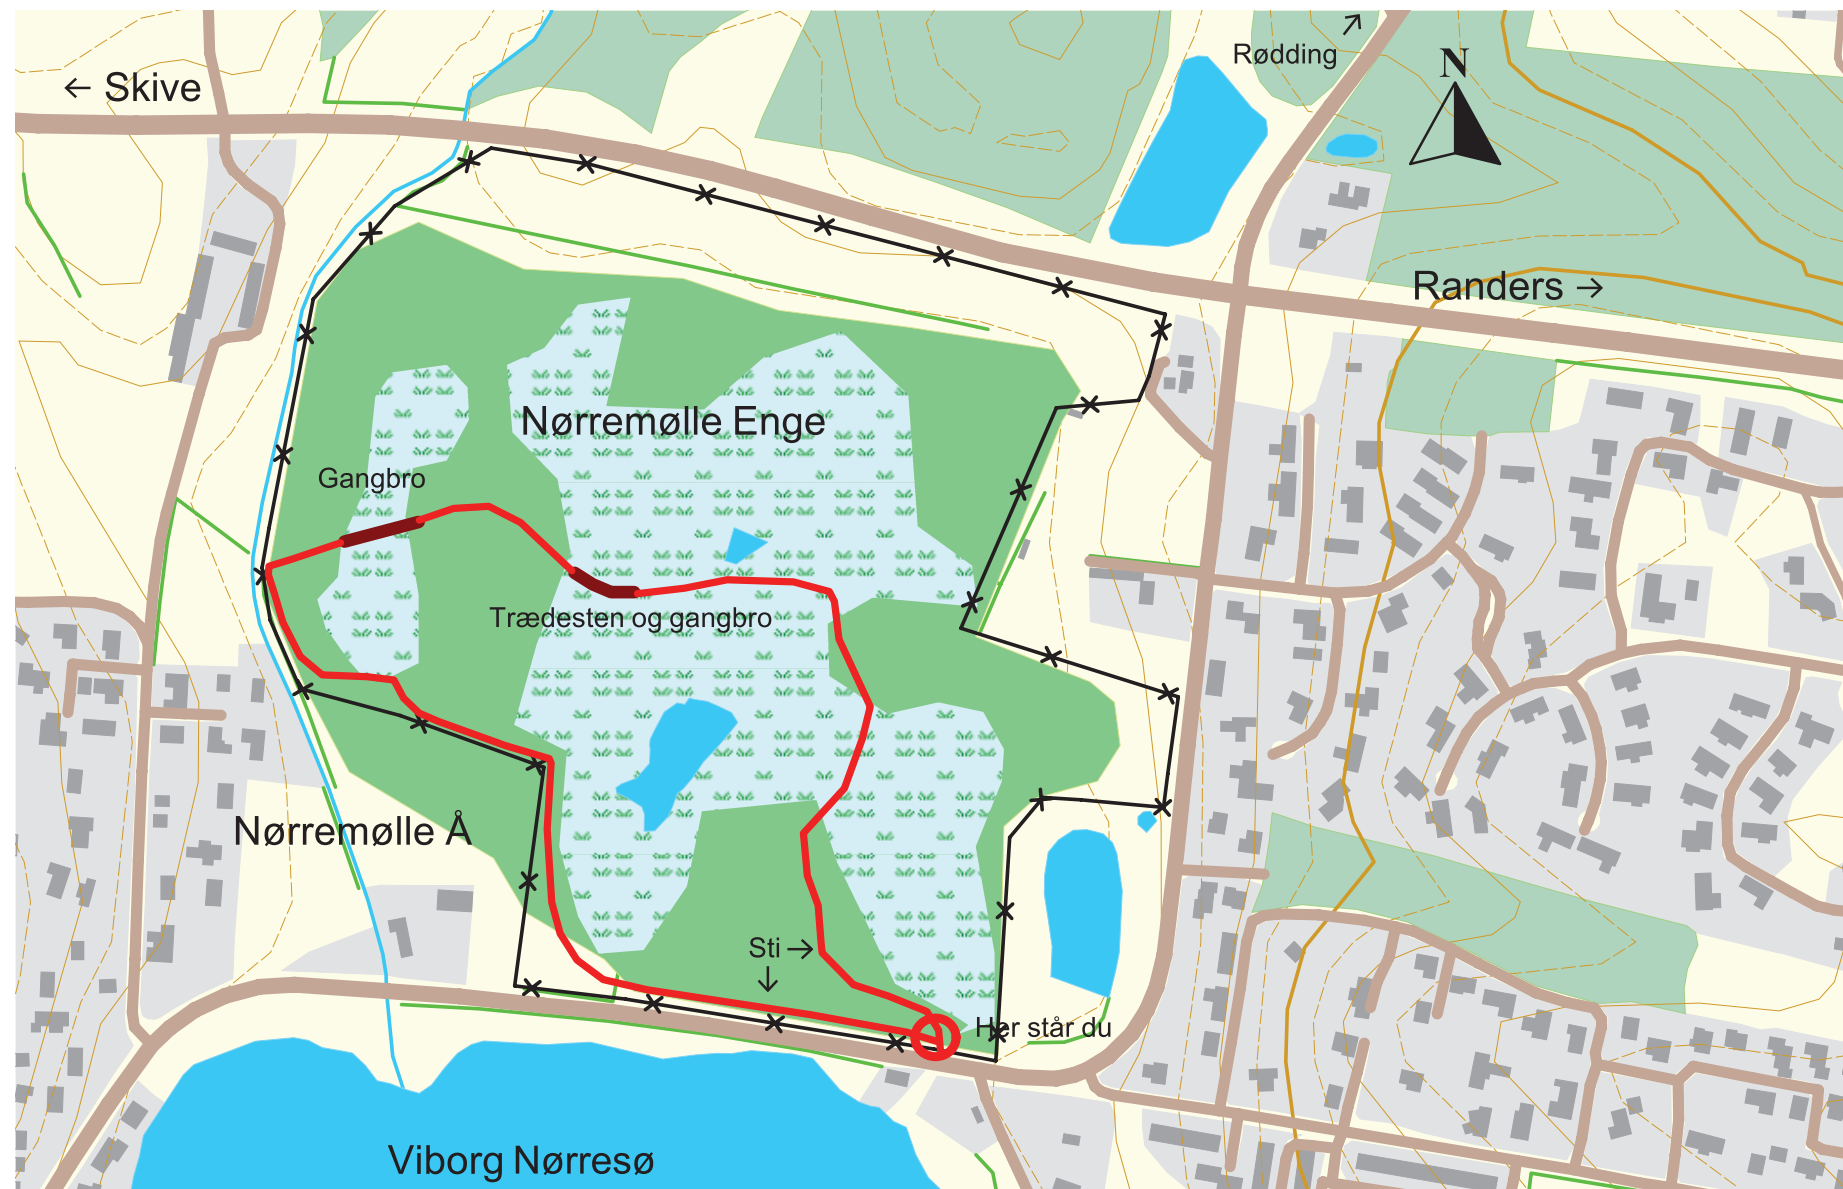 Rødding
N
← Skive
Randers →
Nørremølle Enge
Gangbro
Trædesten og gangbro
Nørremølle Å
Sti →
Her står du
Viborg Nørresø